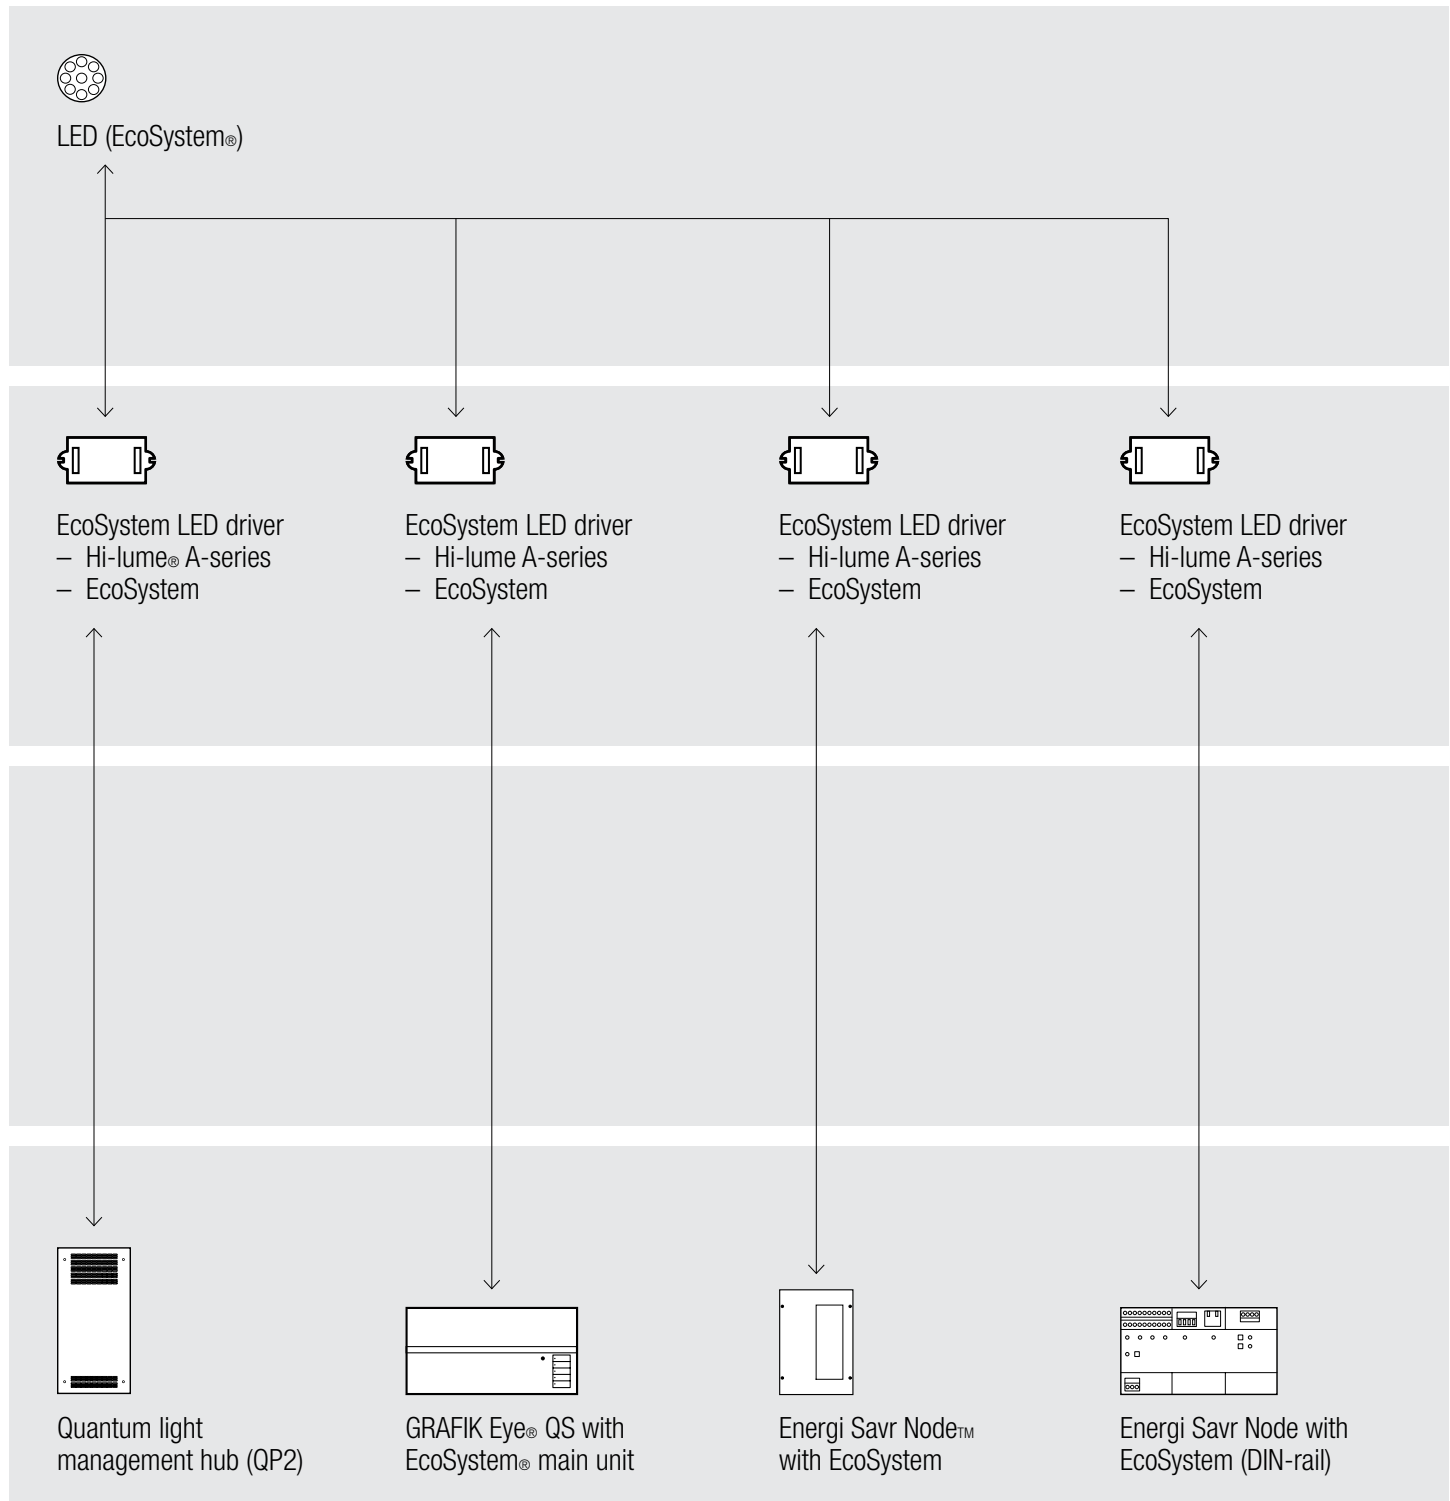 LED (EcoSystem®)
EcoSystem LED driver
– Hi-lume® A-series
– EcoSystem
EcoSystem LED driver
– Hi-lume A-series
– EcoSystem
EcoSystem LED driver
– Hi-lume A-series
– EcoSystem
EcoSystem LED driver
– Hi-lume A-series
– EcoSystem
Quantum light
management hub (QP2)
GRAFIK Eye® QS with
EcoSystem® main unit
Energi Savr Node™
with EcoSystem
Energi Savr Node with
EcoSystem (DIN-rail)